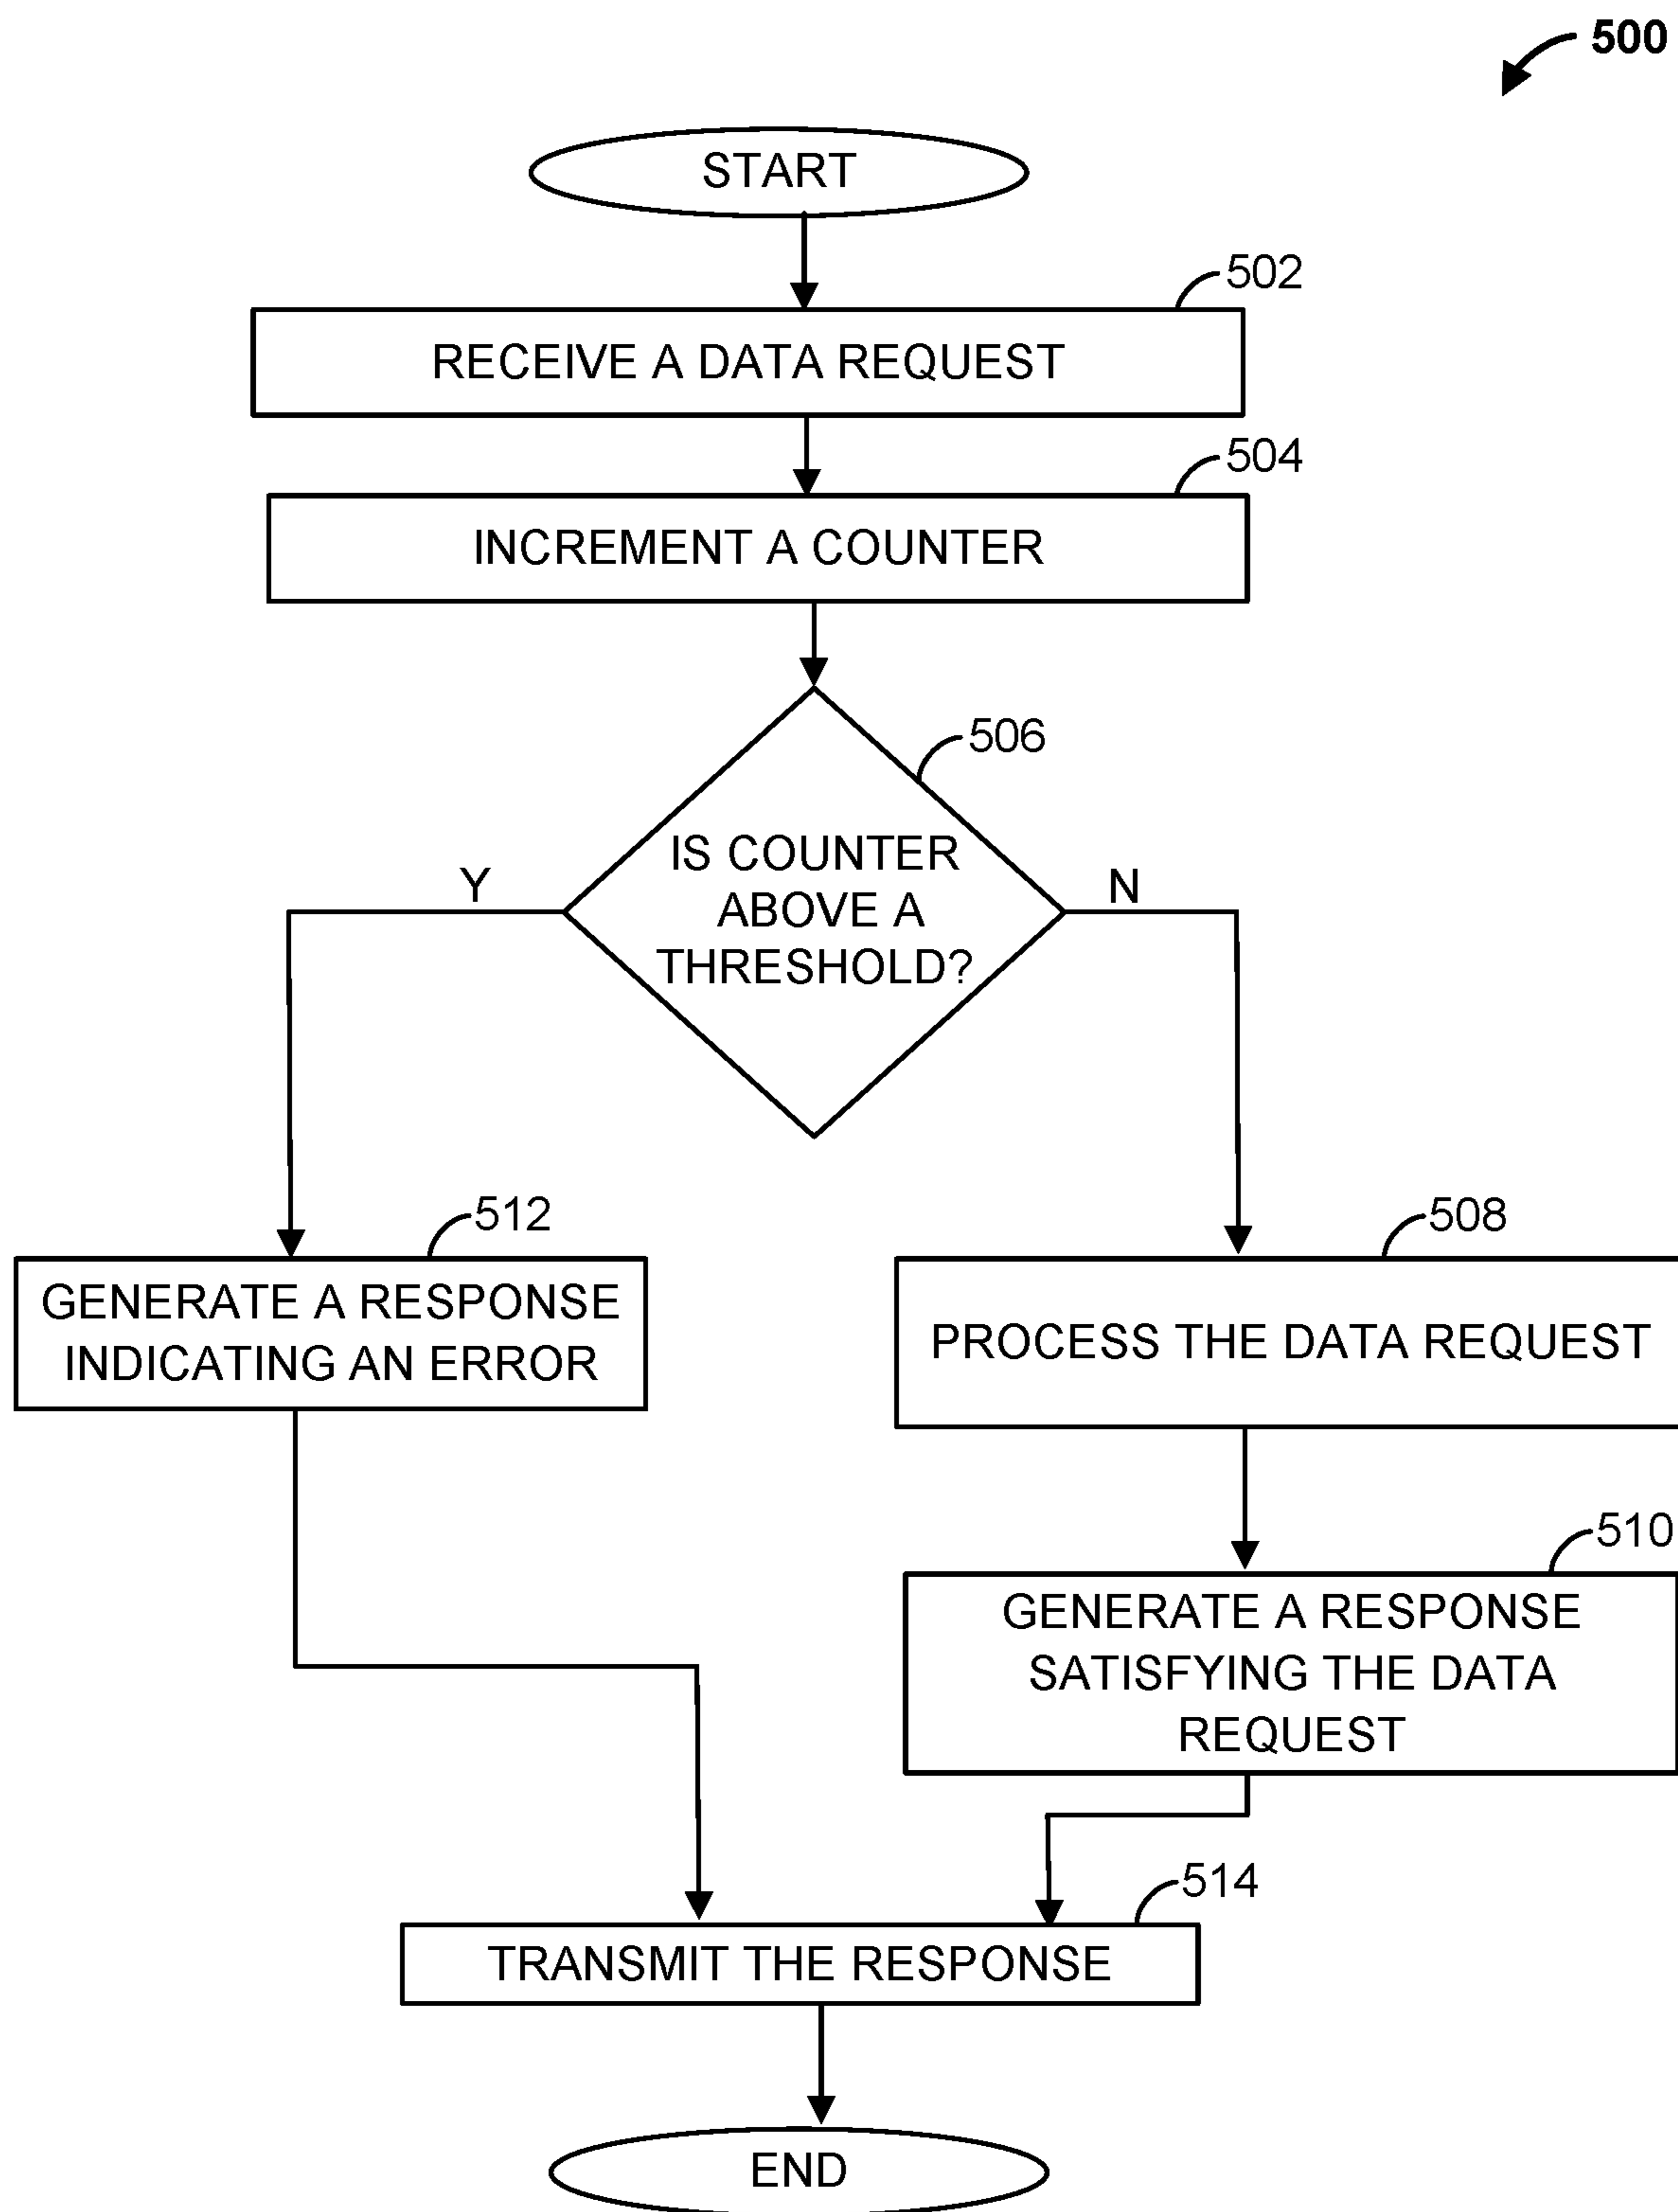 500
START
502
RECEIVE A DATA REQUEST
504
INCREMENT A COUNTER
506
IS COUNTER
ABOVE A
THRESHOLD?
Y
N
512
GENERATE A RESPONSE
INDICATING AN ERROR
508
PROCESS THE DATA REQUEST
510
GENERATE A RESPONSE
SATISFYING THE DATA
REQUEST
514
TRANSMIT THE RESPONSE
END